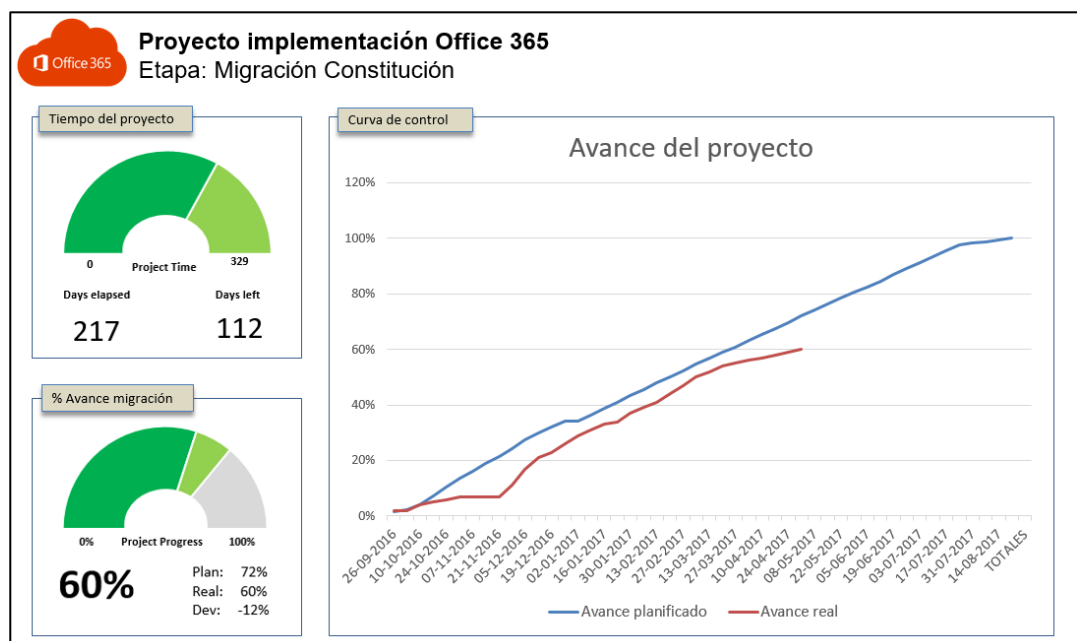 Office 365
Proyecto implementación Office 365
Etapa: Migración Constitución
Tiempo del proyecto
0
Project Time
329
Days elapsed
Days left
217
112
% Avance migración
0%
Project Progress
100%
60%
Plan: 72%
Real: 60%
Dev: -12%
Curva de control
Avance del proyecto
120%
100%
80%
60%
40%
20%
0%
26-09-2016
10-10-2016
24-10-2016
07-11-2016
21-11-2016
05-12-2016
19-12-2016
02-01-2017
16-01-2017
30-01-2017
13-02-2017
27-02-2017
13-03-2017
27-03-2017
10-04-2017
24-04-2017
08-05-2017
22-05-2017
05-06-2017
19-06-2017
03-07-2017
17-07-2017
31-07-2017
14-08-2017
TOTALES
Avance planificado
Avance real